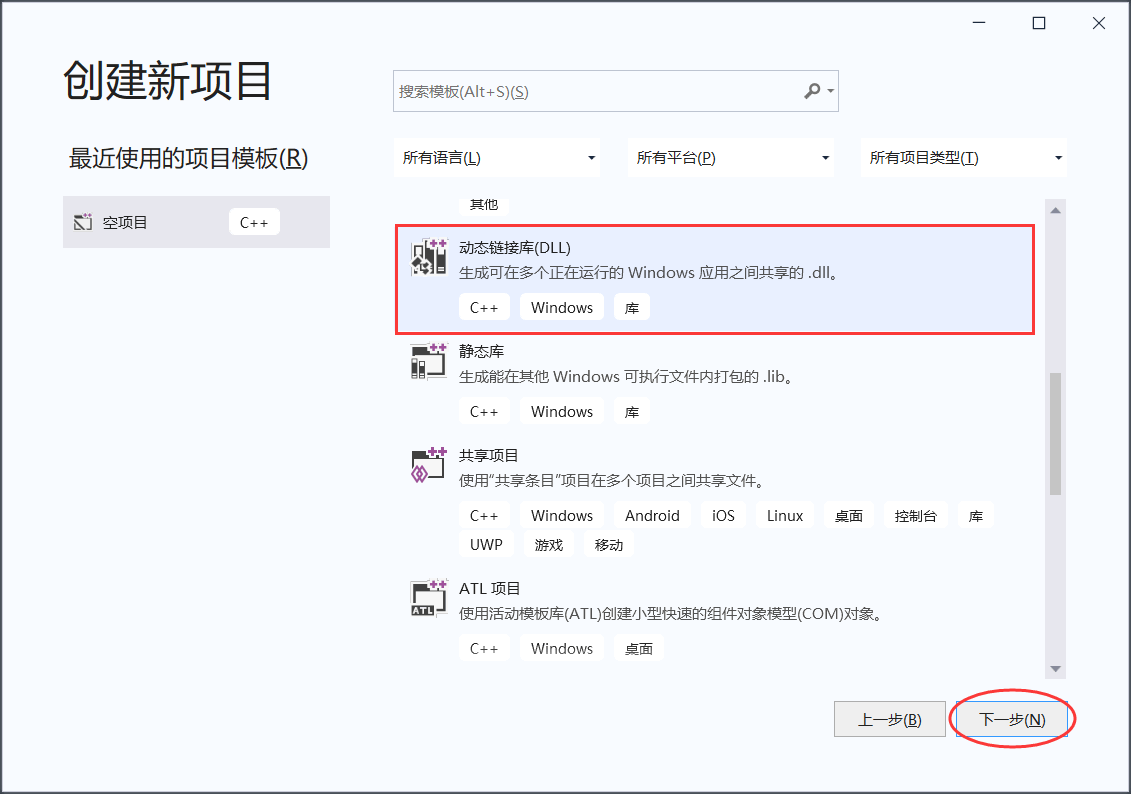 创建新项目
搜索模板(Alt+S)(S)
最近使用的项目模板(R)
所有语言(L) 所有平台(P) 所有项目类型(T)
空项目 C++
其他
动态链接库(DLL)
生成可在多个正在运行的 Windows 应用之间共享的 .dll。
C++ Windows 库
静态库
生成能在其他 Windows 可执行文件内打包的 .lib。
C++ Windows 库
共享项目
使用“共享条目”项目在多个项目之间共享文件。
C++ Windows Android iOS Linux 桌面 控制台 库
UWP 游戏 移动
ATL
ATL 项目
使用活动模板库(ATL)创建小型快速的组件对象模型(COM)对象。
C++ Windows 桌面
上一步(B) 下一步(N)